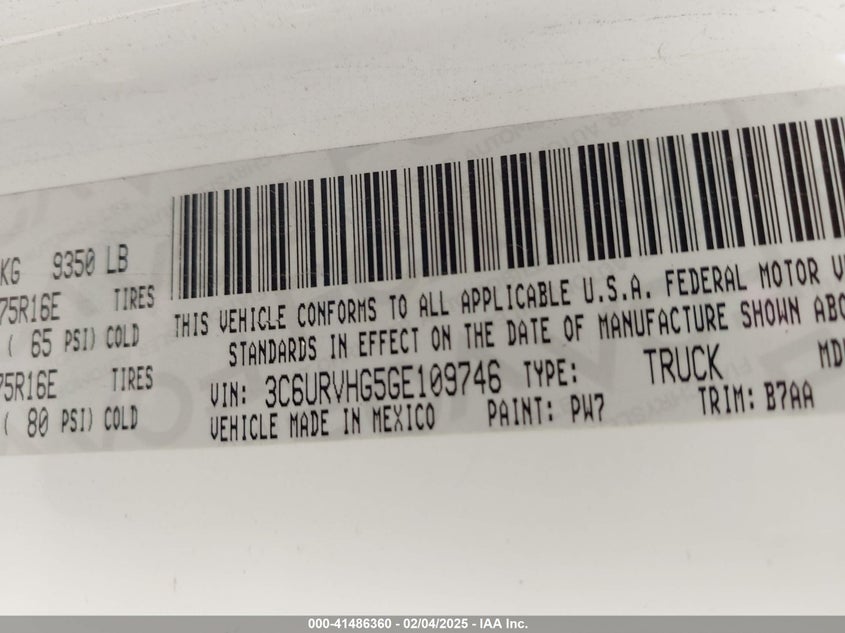 KG 9350 LB
75R16E TIRES
( 65 PSI) COLD
75R16E TIRES
( 80 PSI) COLD
THIS VEHICLE CONFORMS TO ALL APPLICABLE U.S.A. FEDERAL MOTOR V
STANDARDS IN EFFECT ON THE DATE OF MANUFACTURE SHOWN ABO
VIN: 3C6URVHG5GE109746 TYPE: TRUCK MD
VEHICLE MADE IN MEXICO PAINT: PW7 TRIM: B7AA
000-41486360 - 02/04/2025 - IAA Inc.